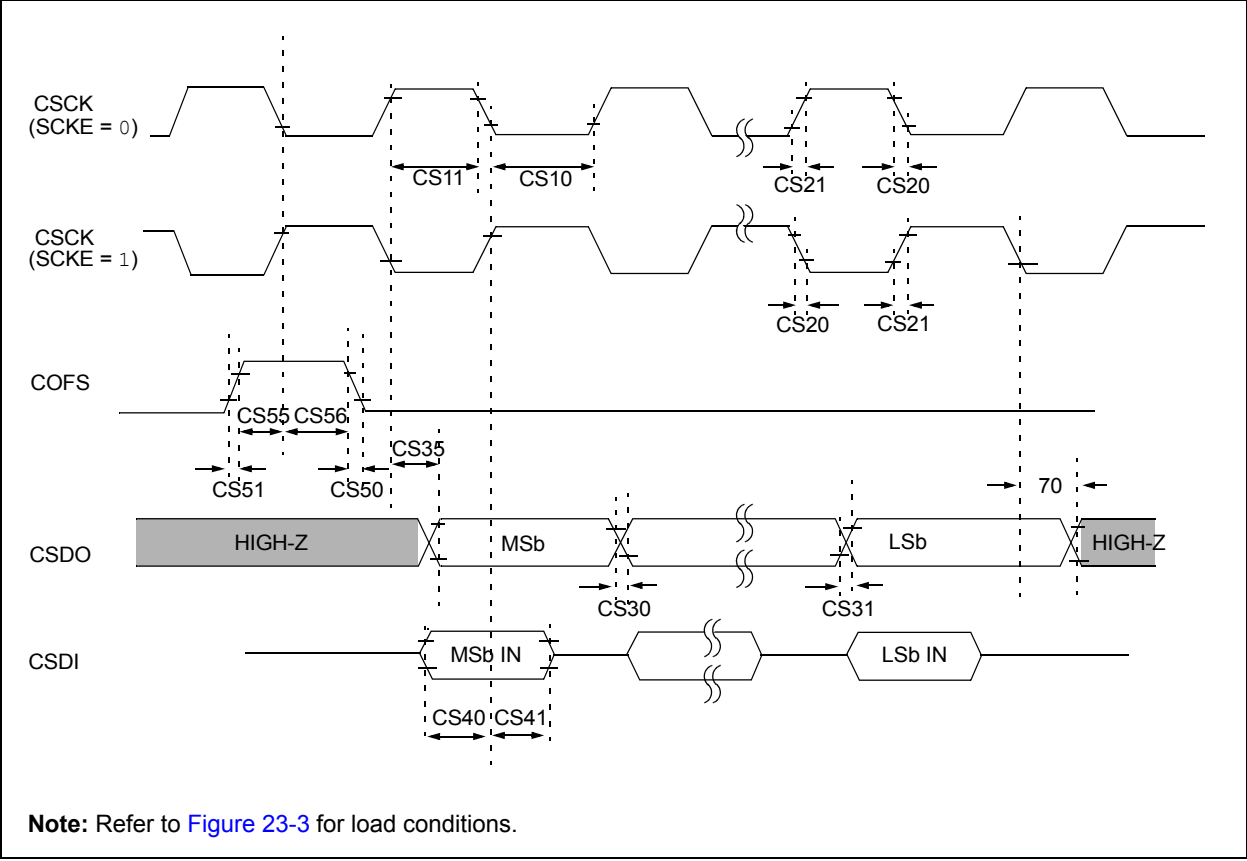 CSCK
(SCKE = 0)
CS11
CS10
CS21
CS20
CSCK
(SCKE = 1)
CS20
CS21
COFS
CS55
CS56
CS35
CS51
CS50
70
CSDO
HIGH-Z
MSb
LSb
HIGH-Z
CS30
CS31
CSDI
MSb IN
LSb IN
CS40
CS41
Note: Refer to Figure 23-3 for load conditions.